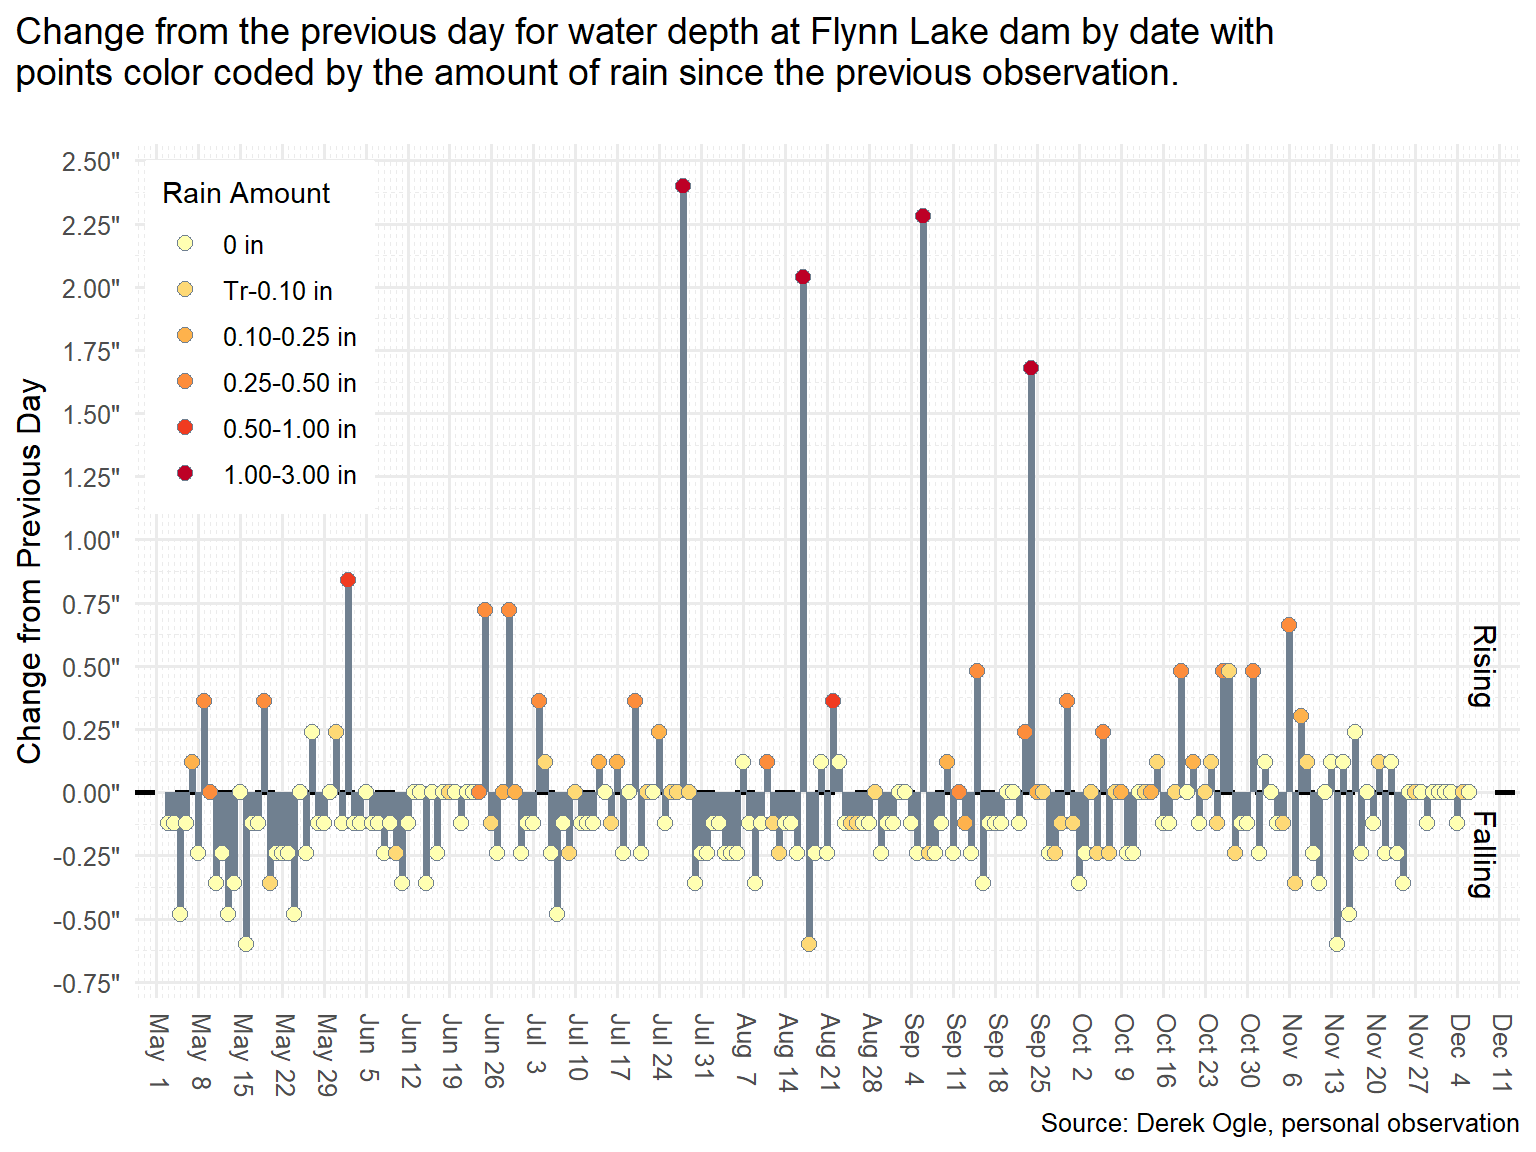 Change from the previous day for water depth at Flynn Lake dam by date with
points color coded by the amount of rain since the previous observation.
Change from Previous Day
2.50"
2.25"
2.00"
1.75"
1.50"
1.25"
1.00"
0.75"
0.50"
0.25"
0.00"
-0.25"
-0.50"
-0.75"
Rain Amount
0 in
Tr-0.10 in
0.10-0.25 in
0.25-0.50 in
0.50-1.00 in
1.00-3.00 in
Rising
Falling
May 1
May 8
May 15
May 22
May 29
Jun 5
Jun 12
Jun 19
Jun 26
Jul 3
Jul 10
Jul 17
Jul 24
Jul 31
Aug 7
Aug 14
Aug 21
Aug 28
Sep 4
Sep 11
Sep 18
Sep 25
Oct 2
Oct 9
Oct 16
Oct 23
Oct 30
Nov 6
Nov 13
Nov 20
Nov 27
Dec 4
Dec 11
Source: Derek Ogle, personal observation